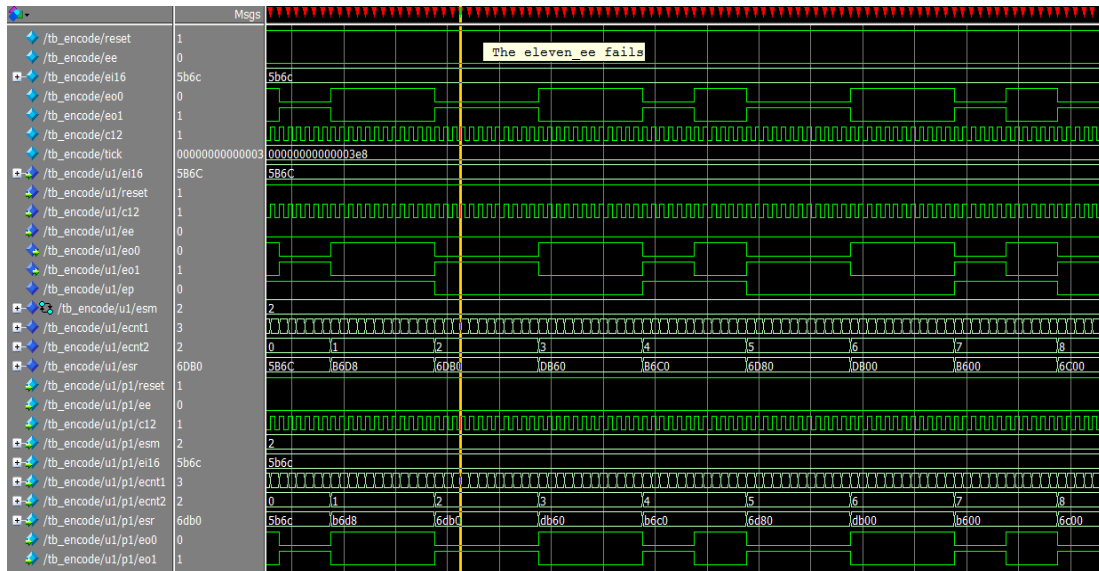 Msgs
The eleven_ee fails
/tb_encode/reset 1
/tb_encode/ee 0
/tb_encode/ei16 5b6c 5b6c
/tb_encode/eo0 0
/tb_encode/eo1 1
/tb_encode/c12 1
/tb_encode/tick 00000000000003 00000000000003e8
/tb_encode/u1/ei16 5B6C 5B6C
/tb_encode/u1/reset 1
/tb_encode/u1/c12 1
/tb_encode/u1/ee 0
/tb_encode/u1/eo0 0
/tb_encode/u1/eo1 1
/tb_encode/u1/ep 0
/tb_encode/u1/esm 2 2
/tb_encode/u1/ecnt1 3
/tb_encode/u1/ecnt2 2 0 1 2 3 4 5 6 7 8
/tb_encode/u1/esr 6DB0 5B6C B6D8 6DB0 DB60 B6C0 6D80 DB00 B600 6C00
/tb_encode/u1/p1/reset 1
/tb_encode/u1/p1/ee 0
/tb_encode/u1/p1/c12 1
/tb_encode/u1/p1/esm 2 2
/tb_encode/u1/p1/ei16 5b6c 5b6c
/tb_encode/u1/p1/ecnt1 3
/tb_encode/u1/p1/ecnt2 2 0 1 2 3 4 5 6 7 8
/tb_encode/u1/p1/esr 6db0 5b6c b6d8 6db0 db60 b6c0 6d80 db00 b600 6c00
/tb_encode/u1/p1/eo0 0
/tb_encode/u1/p1/eo1 1